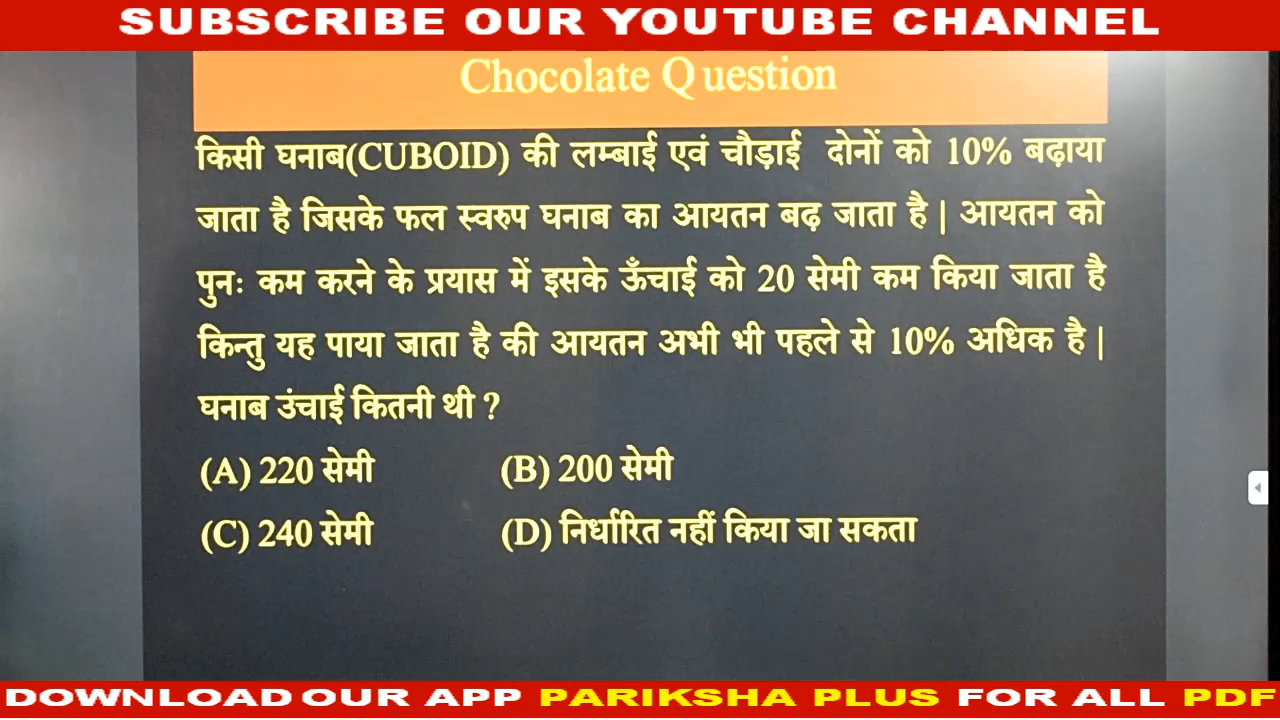 SUBSCRIBE OUR YOUTUBE CHANNEL
Chocolate Question
किसी घनाब(CUBOID) की लम्बाई एवं चौड़ाई दोनों को 10% बढ़ाया
जाता है जिसके फल स्वरुप घनाब का आयतन बढ़ जाता है | आयतन को
पुनः कम करने के प्रयास में इसके ऊँचाई को 20 सेमी कम किया जाता है
किन्तु यह पाया जाता है की आयतन अभी भी पहले से 10% अधिक है |
घनाब उंचाई कितनी थी ?
(A) 220 सेमी (B) 200 सेमी
(C) 240 सेमी (D) निर्धारित नहीं किया जा सकता
DOWNLOAD OUR APP PARIKSHA PLUS FOR ALL PDF